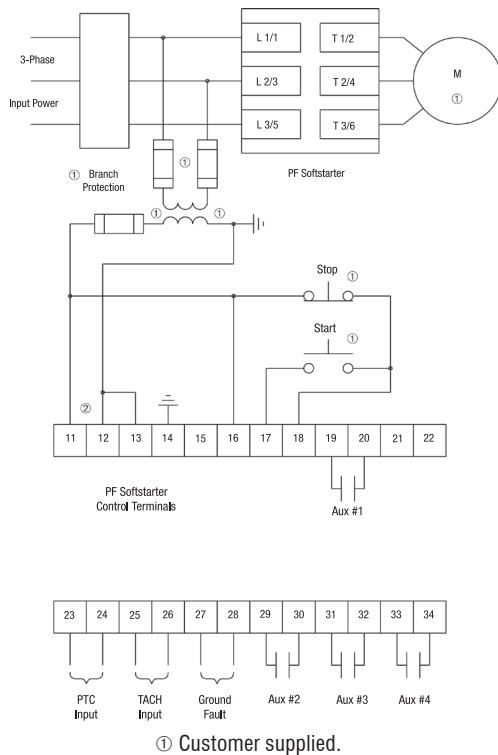 3-Phase
Input Power
① Branch
Protection
L 1/1
T 1/2
L 2/3
T 2/4
L 3/5
T 3/6
M
①
PF Softstarter
①
①
①
Stop
①
Start
①
②
11 12 13 14 15 16 17 18 19 20 21 22
PF Softstarter
Control Terminals
Aux #1
23 24 25 26 27 28 29 30 31 32 33 34
PTC
Input
TACH
Input
Ground
Fault
Aux #2
Aux #3
Aux #4
① Customer supplied.